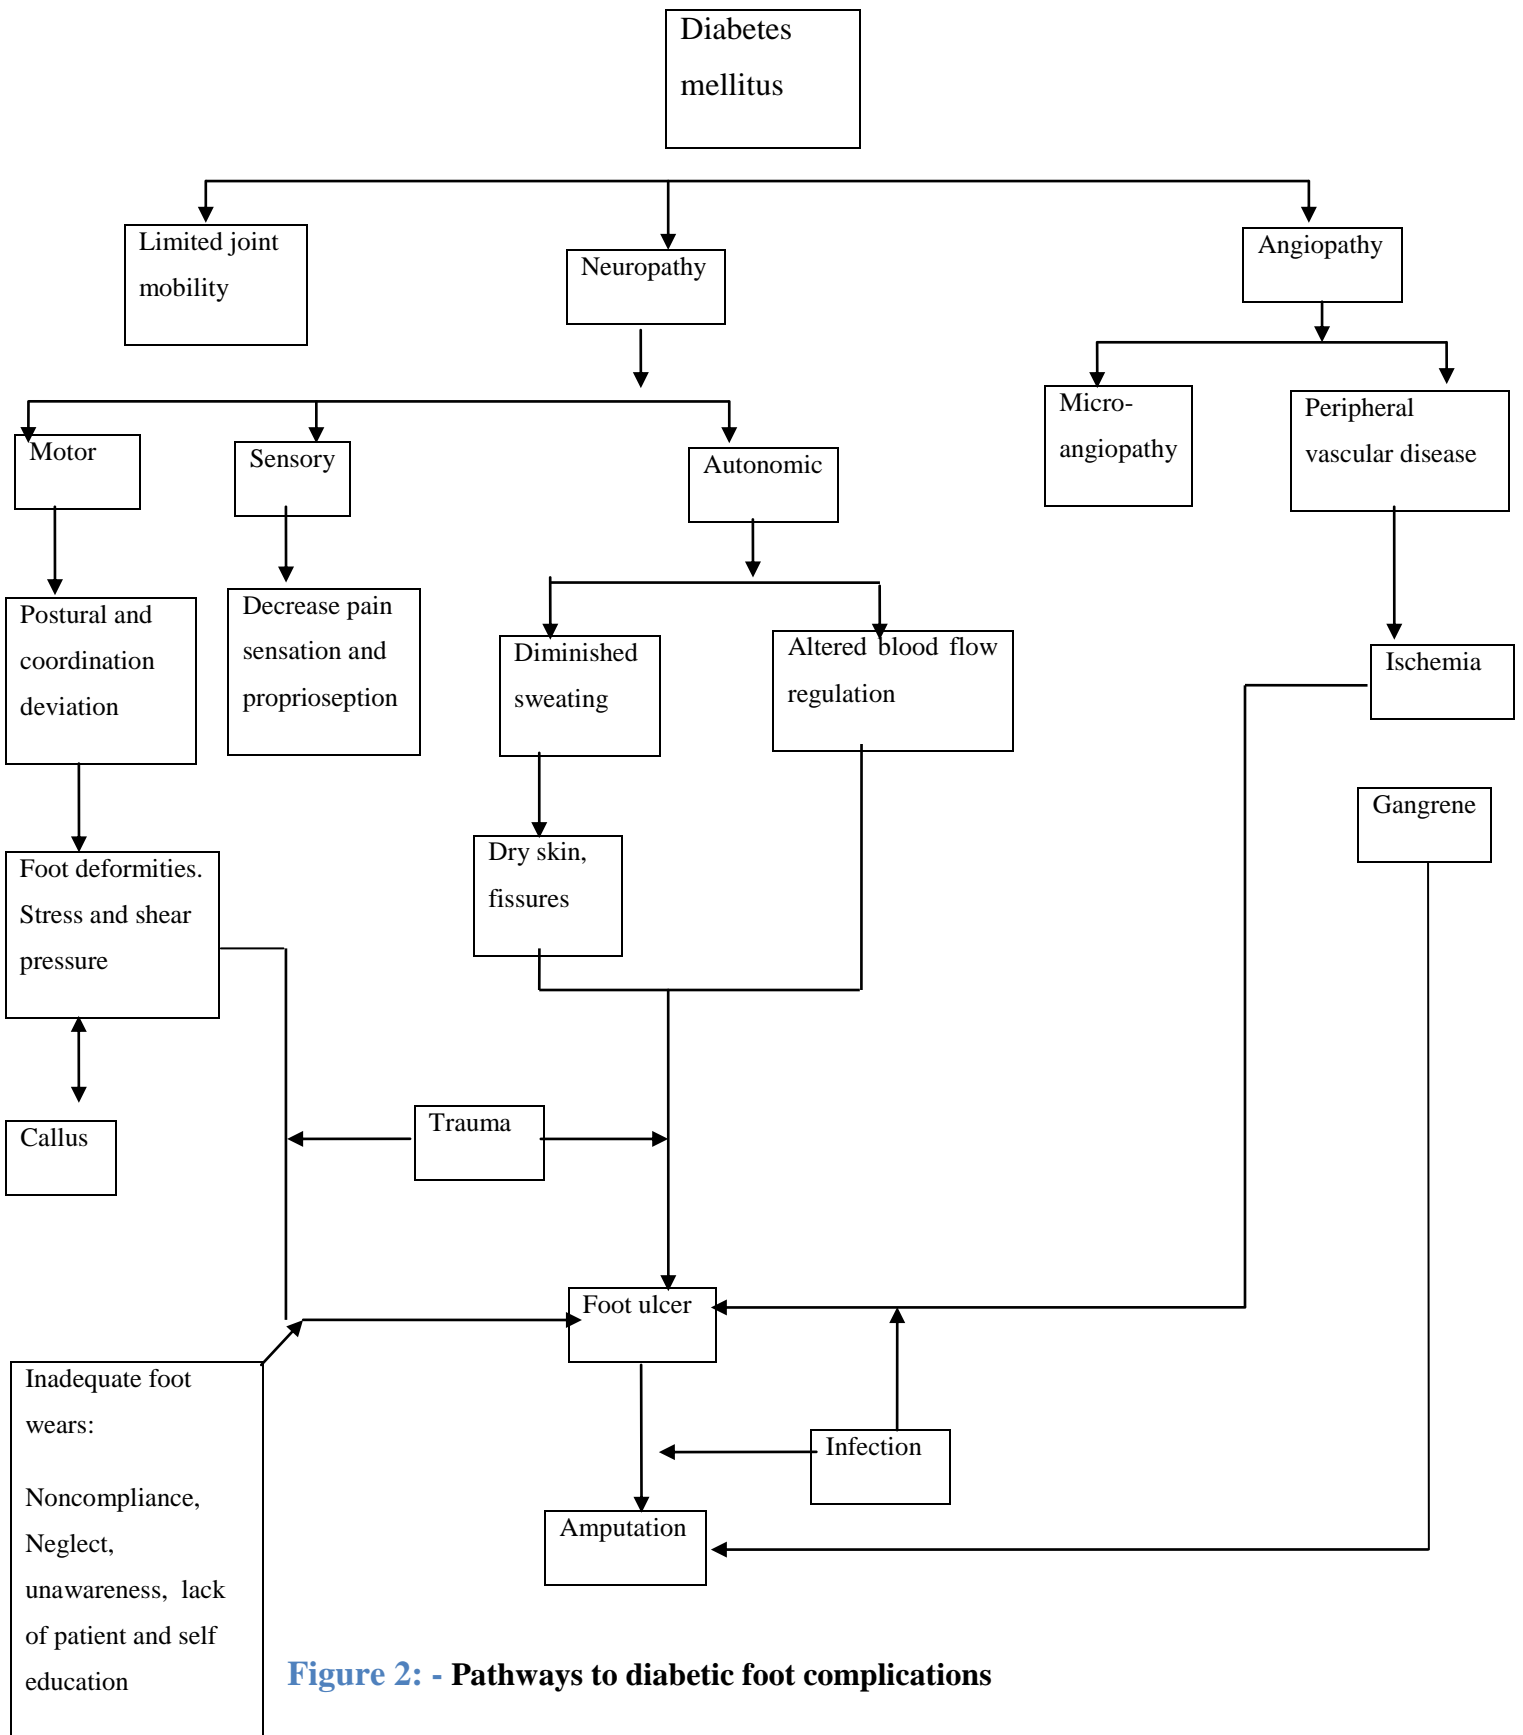 Diabetes
mellitus
Limited joint
mobility
Neuropathy
Angiopathy
Motor
Sensory
Autonomic
Micro-
angiopathy
Peripheral
vascular disease
Postural and
coordination
deviation
Decrease pain
sensation and
proprioseption
Diminished
sweating
Altered blood flow
regulation
Ischemia
Gangrene
Foot deformities.
Stress and shear
pressure
Dry skin,
fissures
Callus
Trauma
Foot ulcer
Inadequate foot
wears:
Noncompliance,
Neglect,
unawareness, lack
of patient and self
education
Infection
Amputation
Figure 2: - Pathways to diabetic foot complications